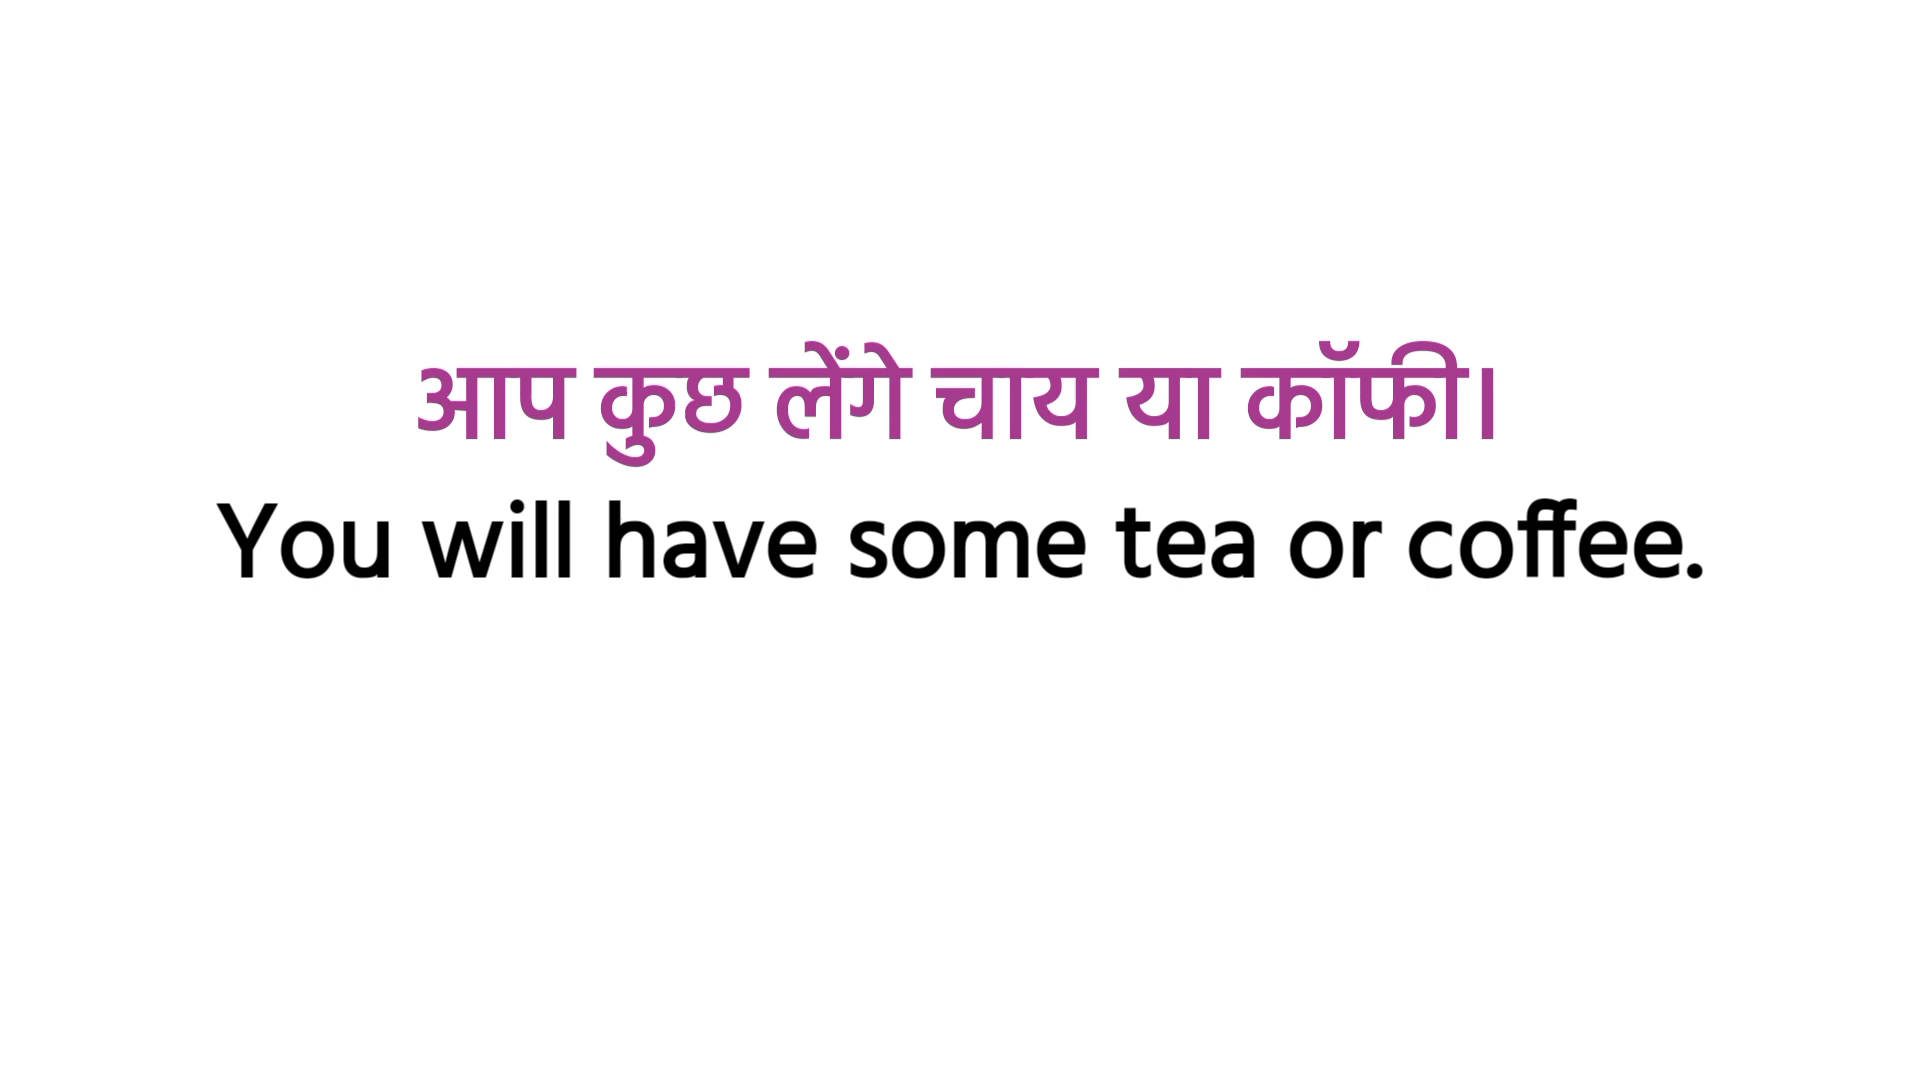 आप कुछ लेंगे चाय या कॉफी।
You will have some tea or coffee.